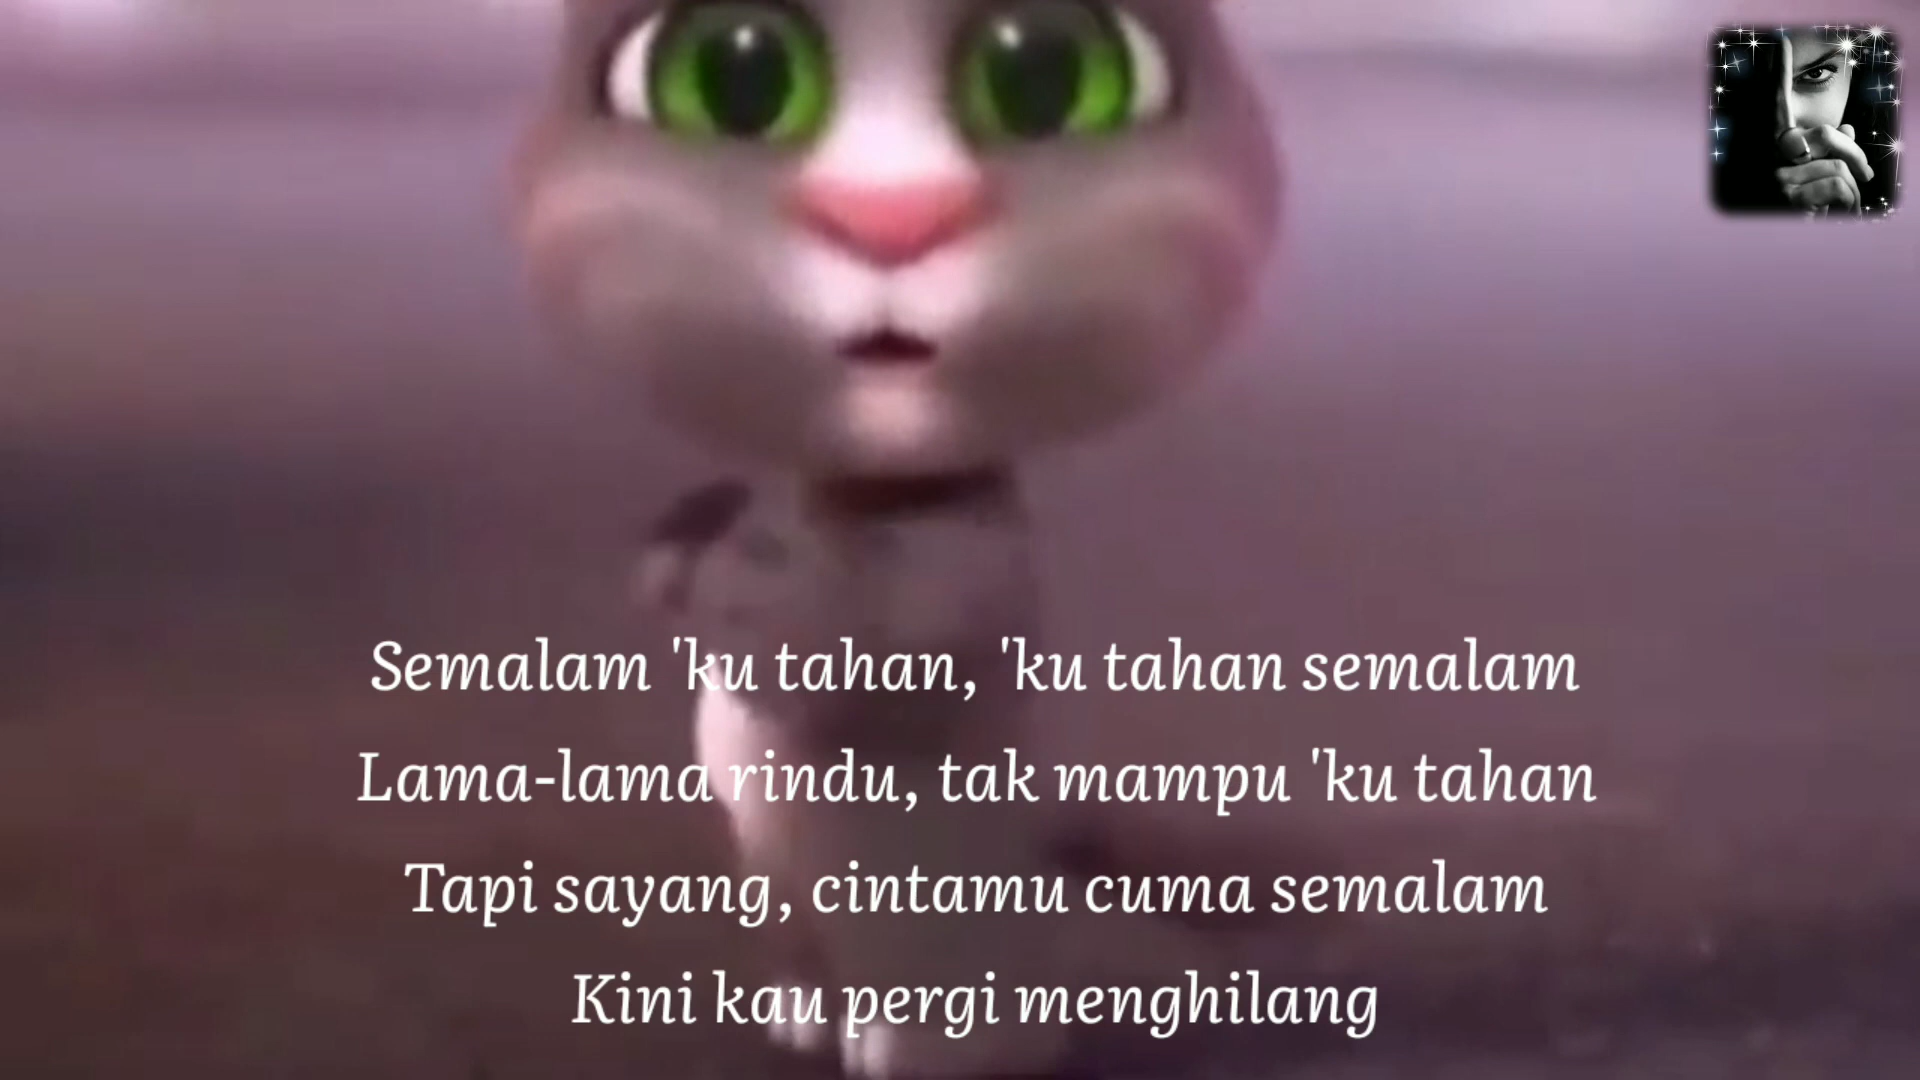 Semalam 'ku tahan, 'ku tahan semalam
Lama-lama rindu, tak mampu 'ku tahan
Tapi sayang, cintamu cuma semalam
Kini kau pergi menghilang